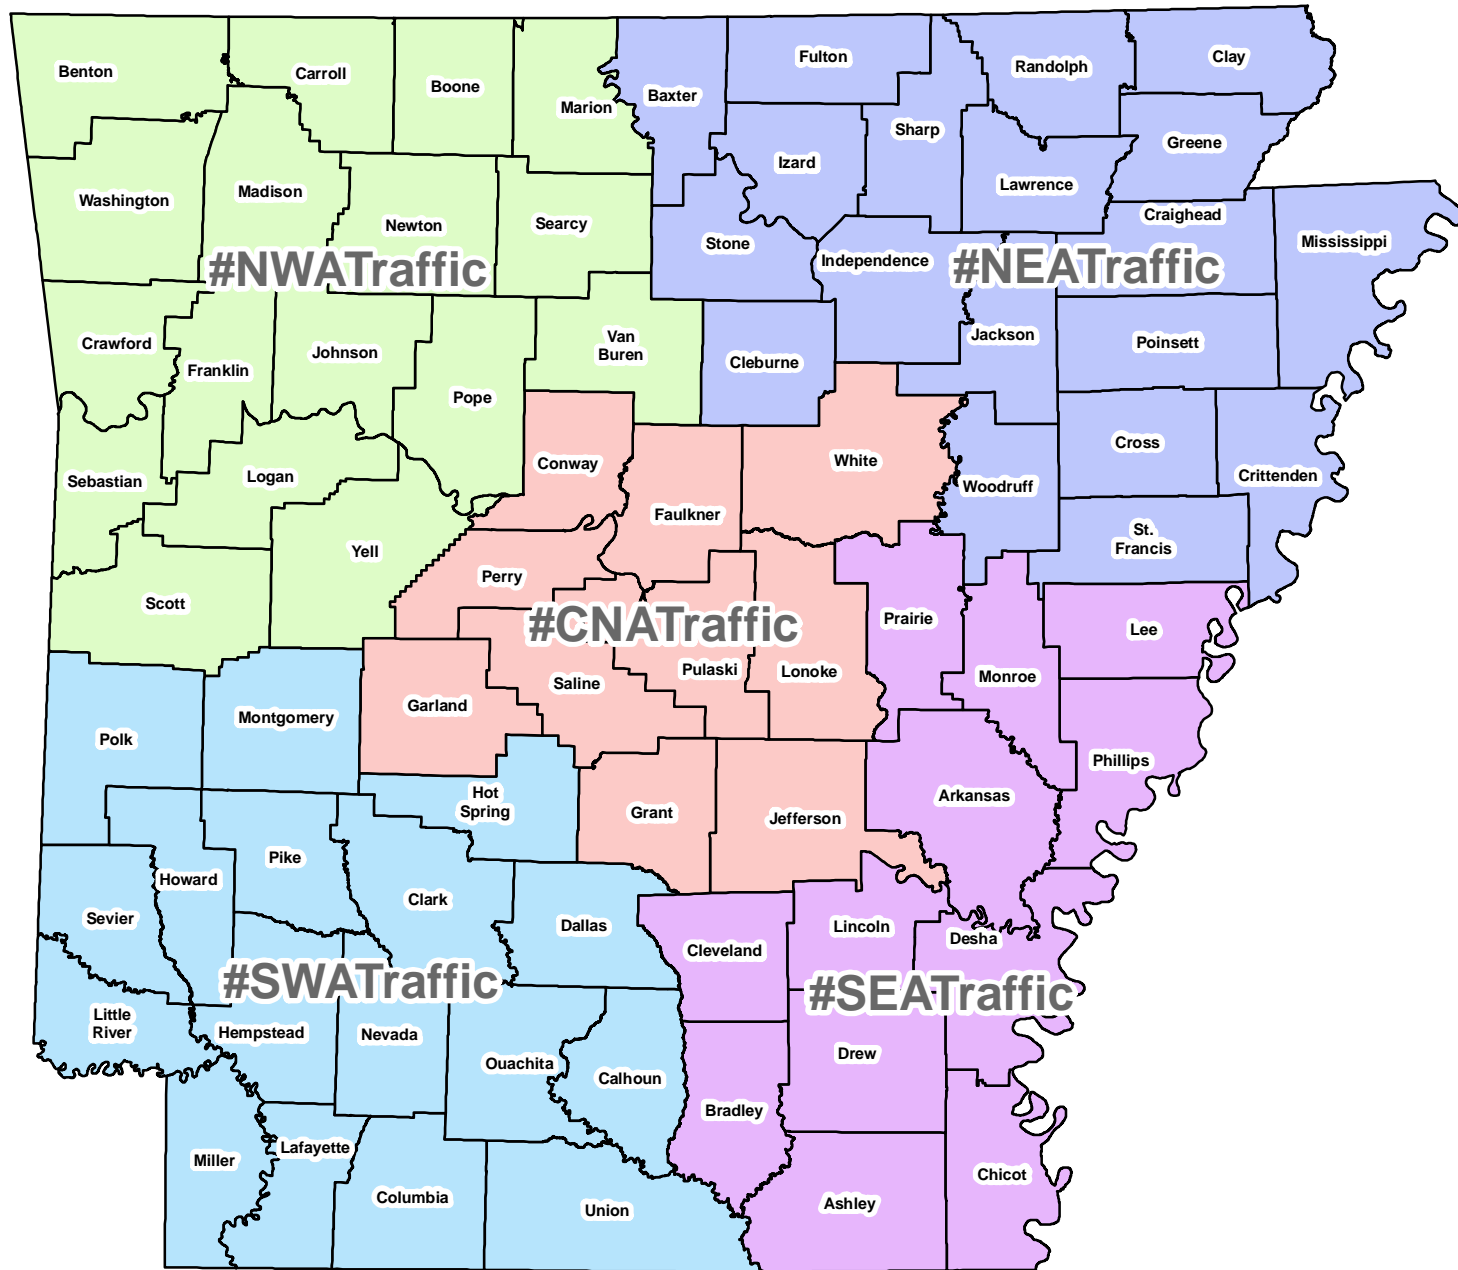 Benton
Carroll
Boone
Marion
Baxter
Fulton
Randolph
Clay
Sharp
Izard
Lawrence
Greene
Washington
Madison
Newton
Searcy
Stone
Independence
Craighead
Mississippi
#NWATraffic
#NEATraffic
Crawford
Franklin
Johnson
Pope
Van
Buren
Cleburne
Jackson
Poinsett
Sebastian
Logan
Conway
White
Cross
Crittenden
Woodruff
Faulkner
St.
Francis
Yell
Scott
Perry
#CNATraffic
Prairie
Lee
Monroe
Pulaski
Lonoke
Saline
Garland
Montgomery
Polk
Phillips
Arkansas
Hot
Spring
Grant
Jefferson
Pike
Howard
Clark
Sevier
Dallas
Lincoln
Desha
Cleveland
#SWATraffic
#SEATraffic
Little
River
Hempstead
Nevada
Ouachita
Calhoun
Drew
Bradley
Lafayette
Miller
Columbia
Union
Ashley
Chicot